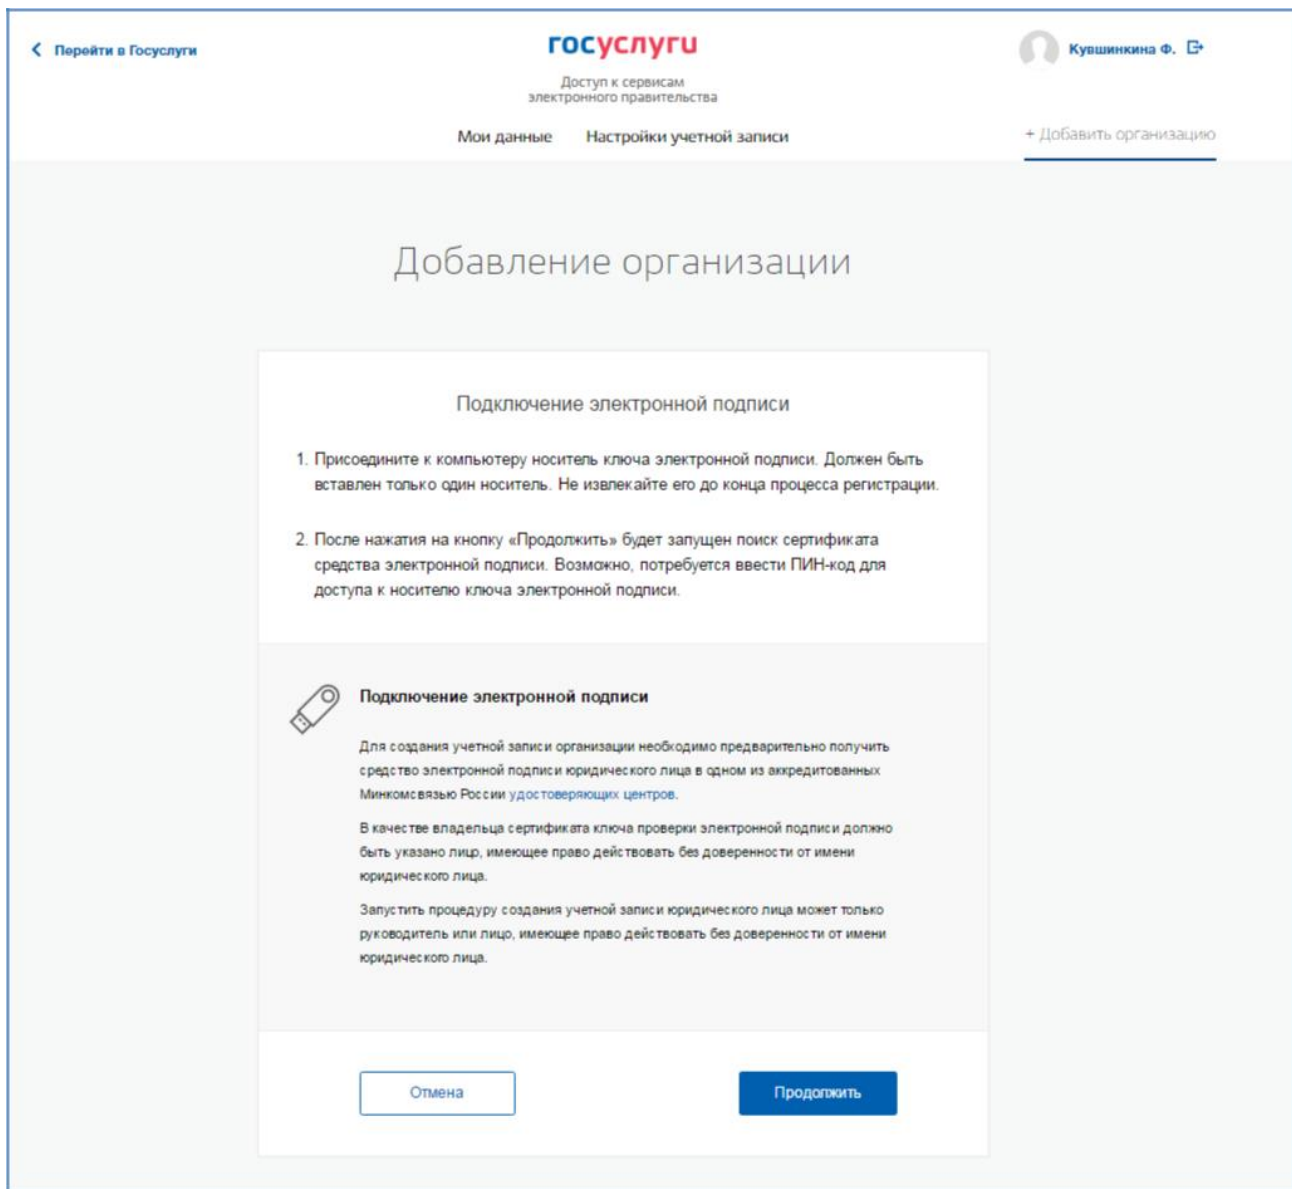 Перейти в Госуслуги
госуслуги
Кувшинкина Ф.
Доступ к сервисам
электронного правительства
Мои данные Настройки учетной записи
+ Добавить организацию
Добавление организации
Подключение электронной подписи
1. Присоедините к компьютеру носитель ключа электронной подписи. Должен быть
вставлен только один носитель. Не извлекайте его до конца процесса регистрации.
2. После нажатия на кнопку «Продолжить» будет запущен поиск сертификата
средства электронной подписи. Возможно, потребуется ввести ПИН-код для
доступа к носителю ключа электронной подписи.
Подключение электронной подписи
Для создания учетной записи организации необходимо предварительно получить
средство электронной подписи юридического лица в одном из аккредитованных
Минкомсвязью России удостоверяющих центров.
В качестве владельца сертификата ключа проверки электронной подписи должно
быть указано лицо, имеющее право действовать без доверенности от имени
юридического лица.
Запустить процедуру создания учетной записи юридического лица может только
руководитель или лицо, имеющее право действовать без доверенности от имени
юридического лица.
Отмена
Продолжить